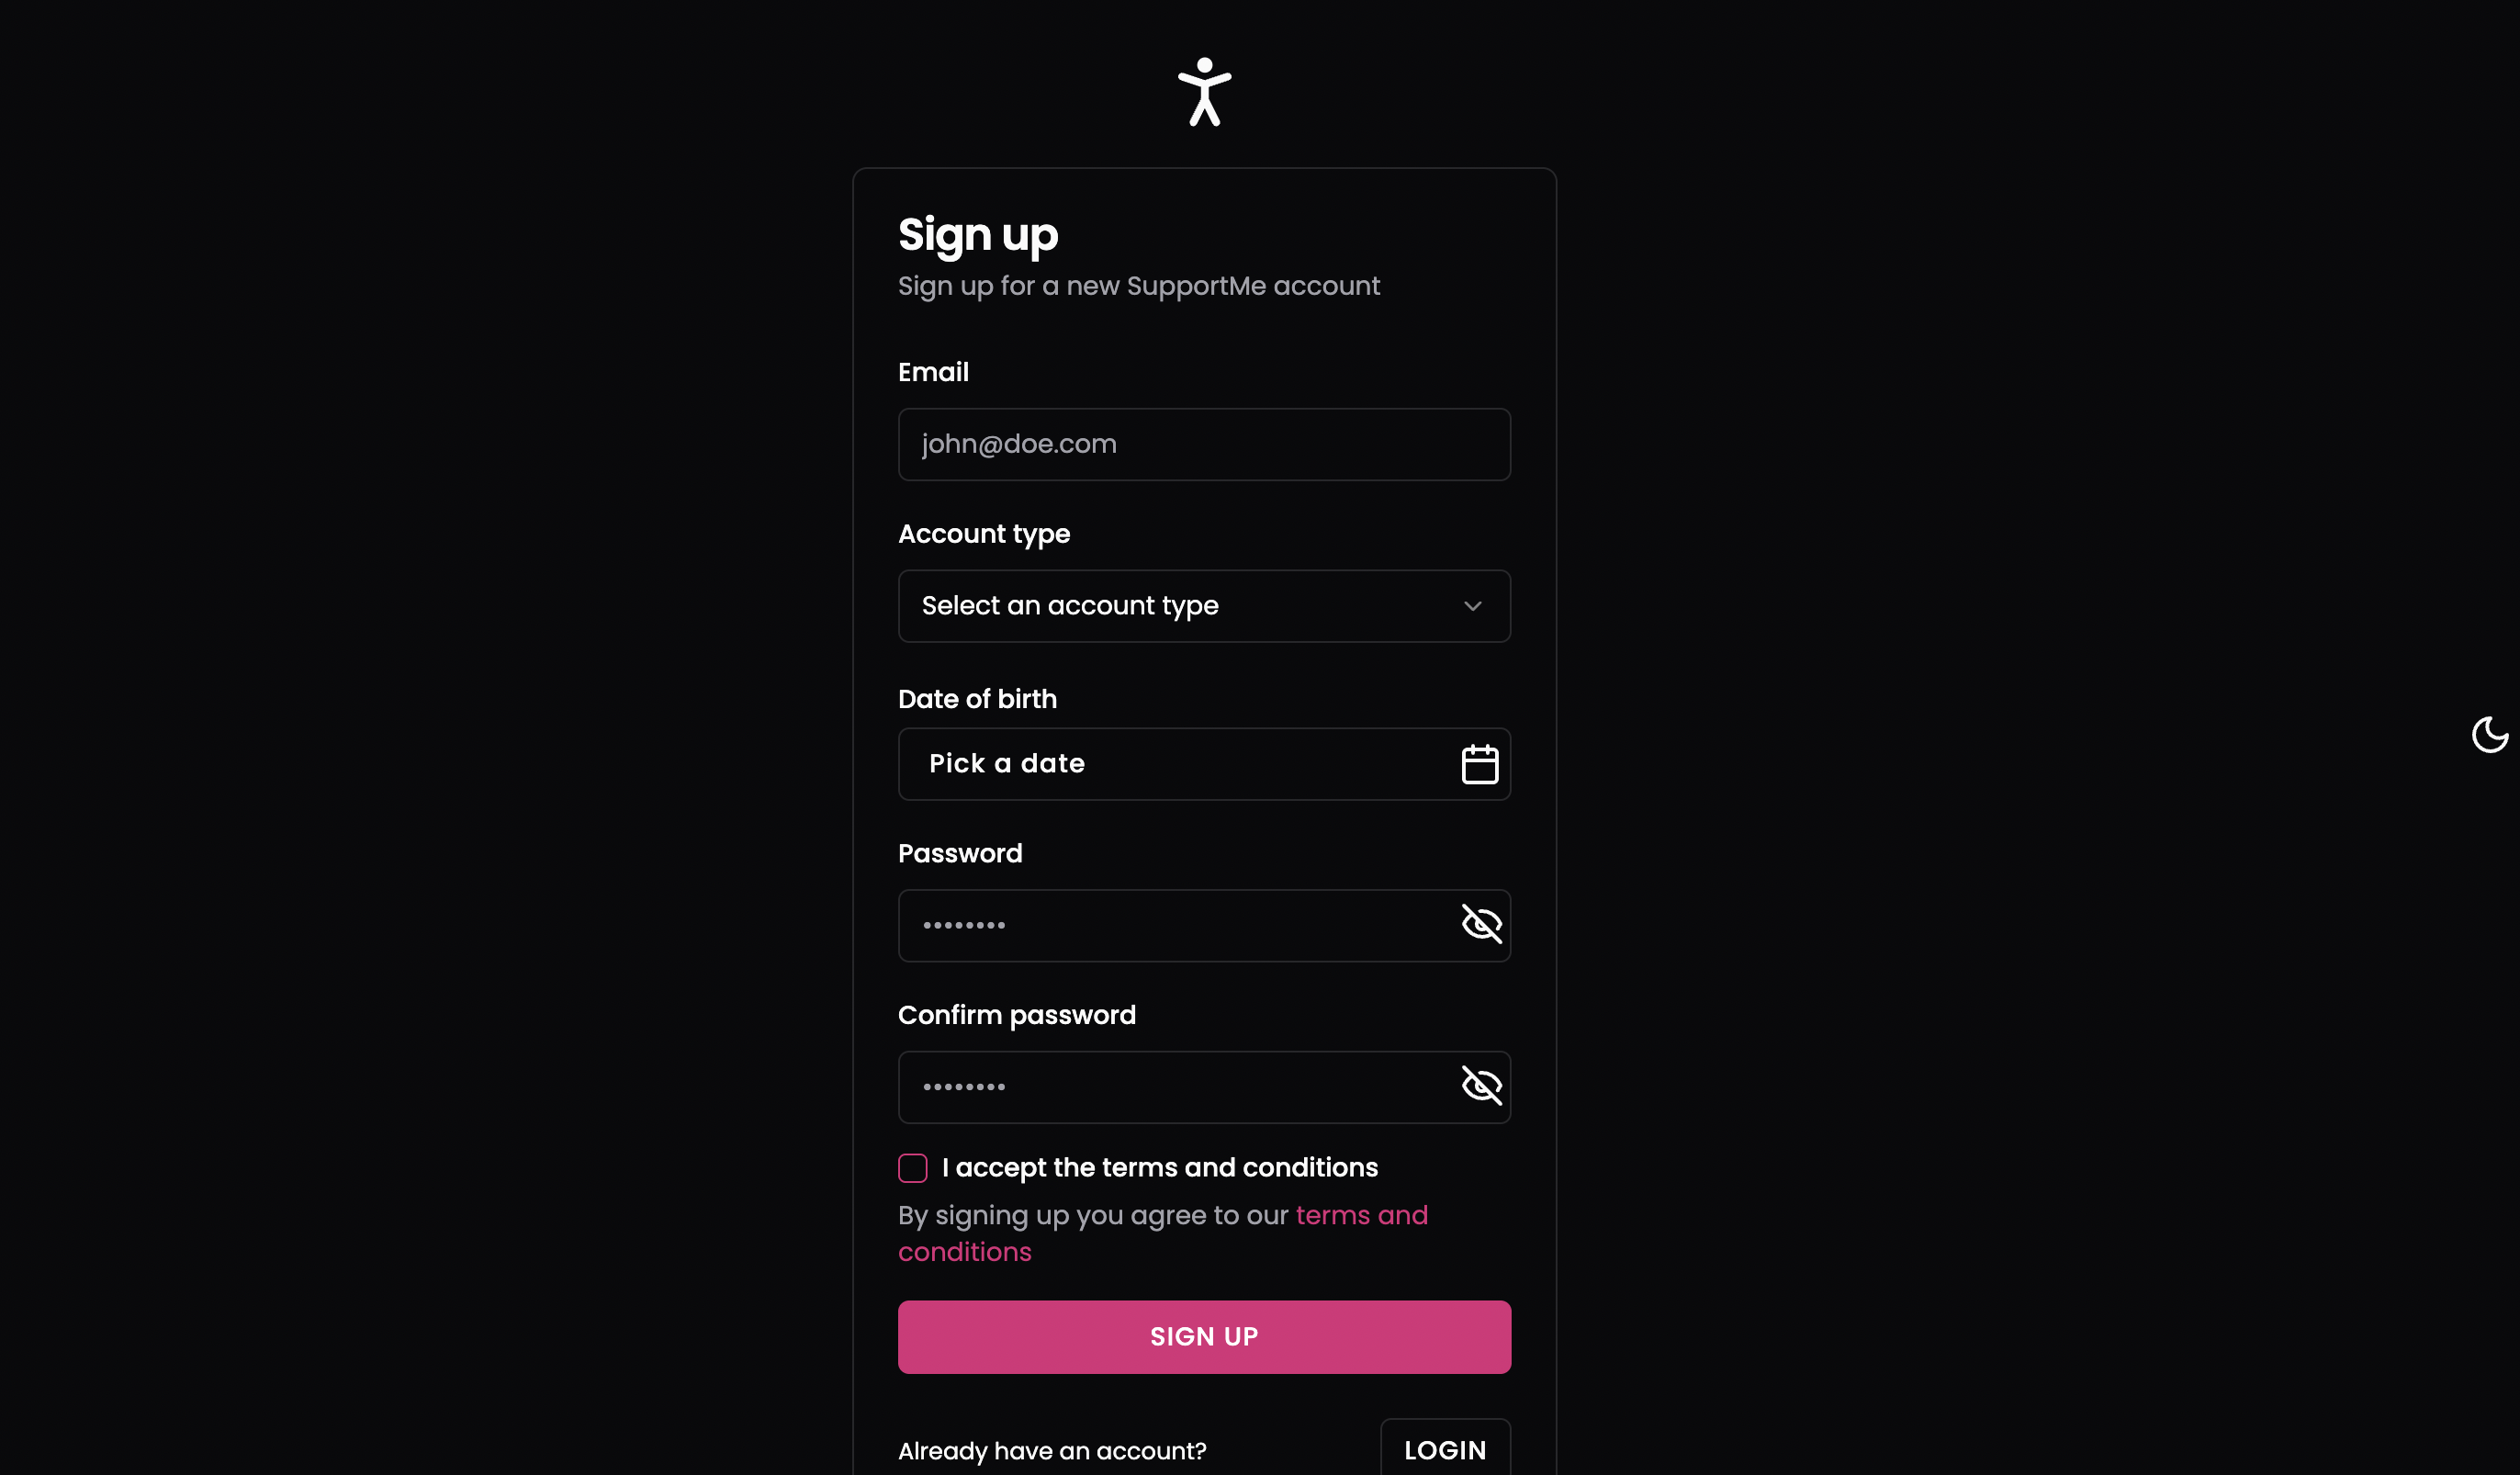 Sign up
Sign up for a new SupportMe account
Email
john@doe.com
Account type
Select an account type
Date of birth
Pick a date
Password
••••••••
Confirm password
••••••••
I accept the terms and conditions
By signing up you agree to our terms and
conditions
SIGN UP
Already have an account?
LOGIN